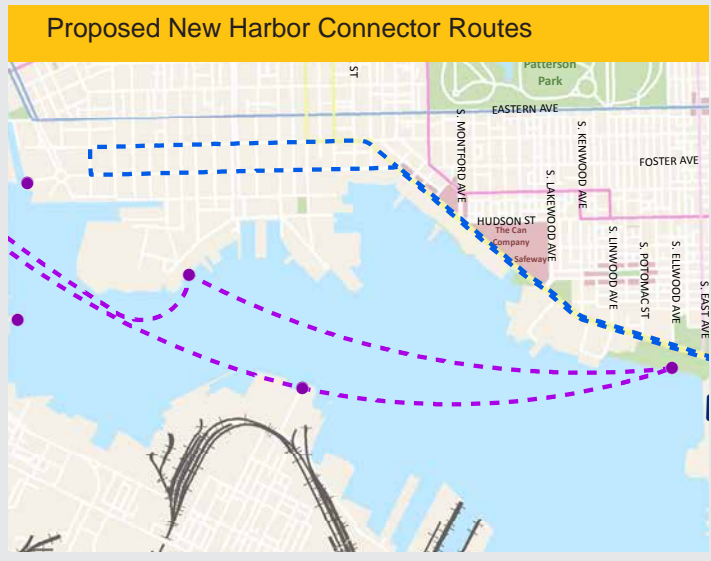 Proposed New Harbor Connector Routes
ST
Patterson
Park
EASTERN AVE
S. MONTFORD AVE
S. KENWOOD AVE
FOSTER AVE
S. LAKEWOOD AVE
HUDSON ST
The Can
Company
Safeway
S. LINWOOD AVE
S. POTOMAC ST
S. ELLWOOD AVE
S. EAST AVE